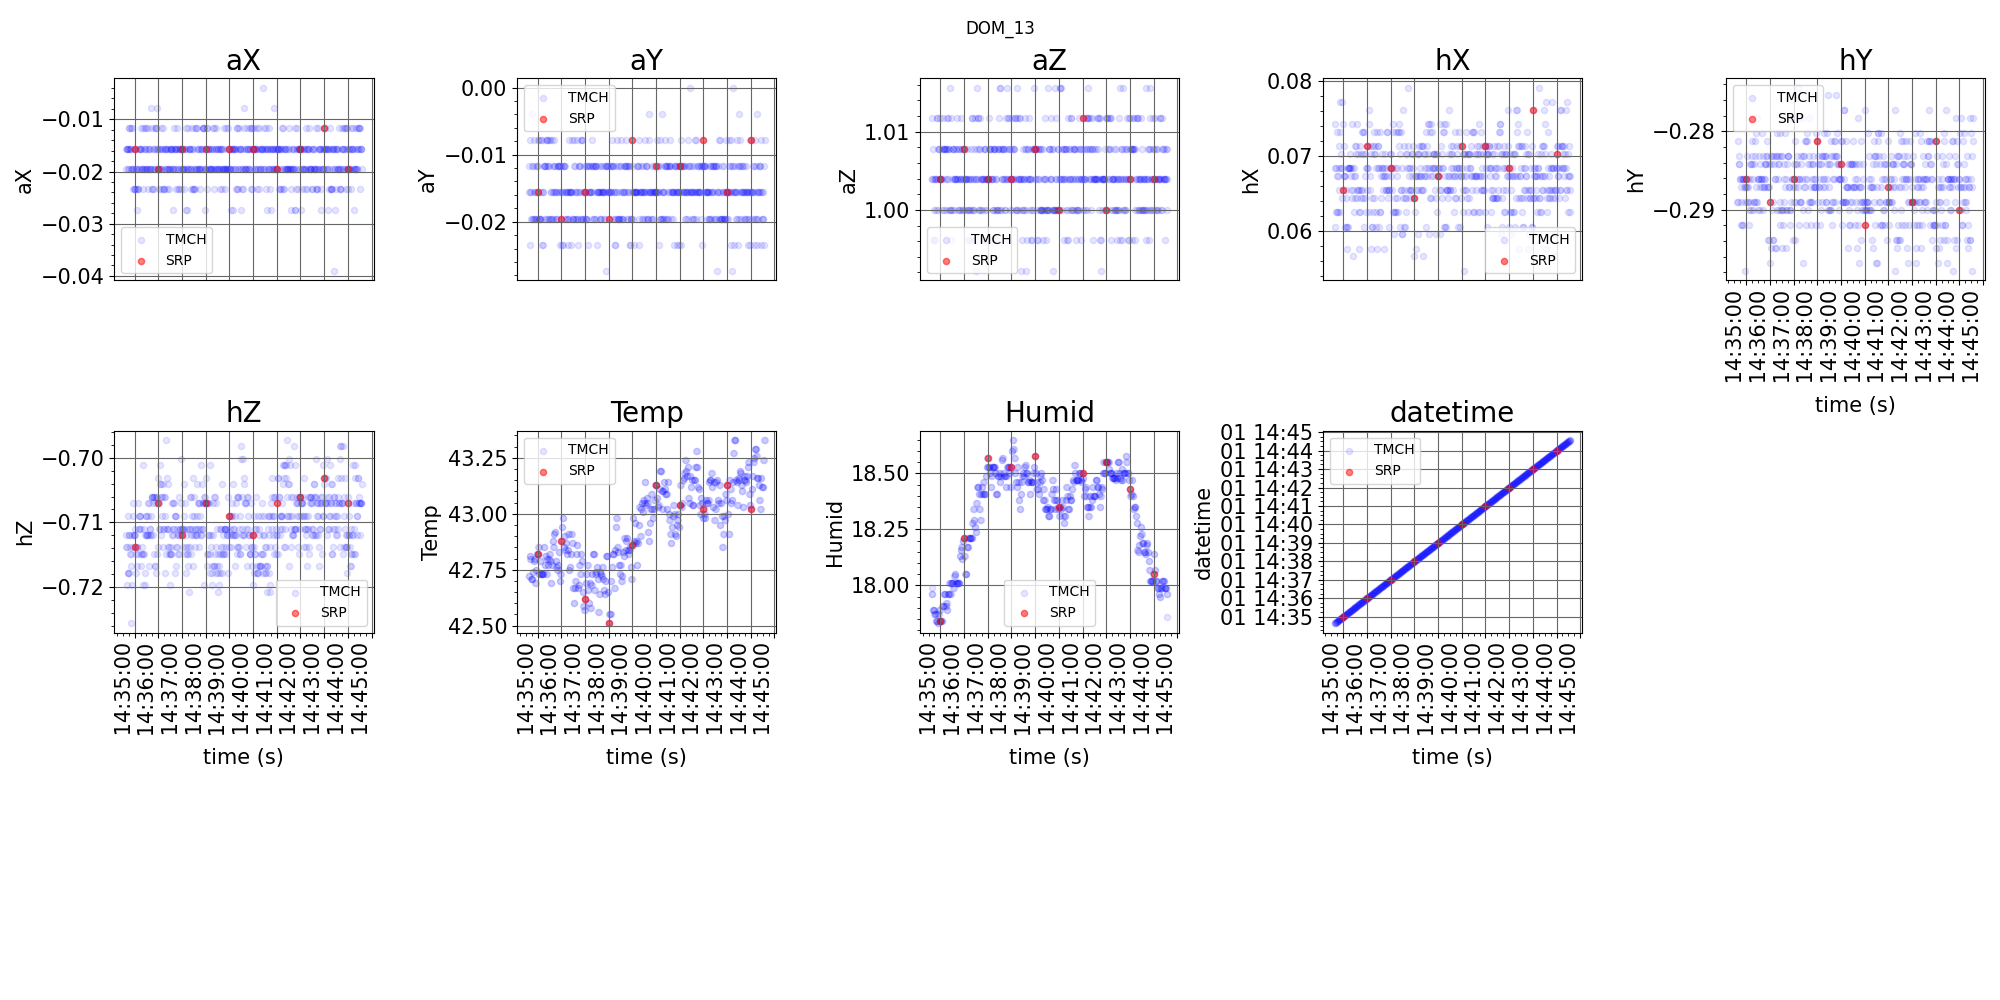 DOM_13
aX
aX
−0.01
−0.02
−0.03
−0.04
TMCH
SRP
aY
aY
0.00
−0.01
−0.02
TMCH
SRP
aZ
aZ
1.01
1.00
TMCH
SRP
hX
hX
0.08
0.07
0.06
TMCH
SRP
hY
hY
−0.28
−0.29
TMCH
SRP
14:35:00
14:36:00
14:37:00
14:38:00
14:39:00
14:40:00
14:41:00
14:42:00
14:43:00
14:44:00
14:45:00
time (s)
hZ
hZ
−0.70
−0.71
−0.72
TMCH
SRP
14:35:00
14:36:00
14:37:00
14:38:00
14:39:00
14:40:00
14:41:00
14:42:00
14:43:00
14:44:00
14:45:00
time (s)
Temp
Temp
43.25
43.00
42.75
42.50
TMCH
SRP
14:35:00
14:36:00
14:37:00
14:38:00
14:39:00
14:40:00
14:41:00
14:42:00
14:43:00
14:44:00
14:45:00
time (s)
Humid
Humid
18.50
18.25
18.00
TMCH
SRP
14:35:00
14:36:00
14:37:00
14:38:00
14:39:00
14:40:00
14:41:00
14:42:00
14:43:00
14:44:00
14:45:00
time (s)
datetime
datetime
01 14:45
01 14:44
01 14:43
01 14:42
01 14:41
01 14:40
01 14:39
01 14:38
01 14:37
01 14:36
01 14:35
TMCH
SRP
14:35:00
14:36:00
14:37:00
14:38:00
14:39:00
14:40:00
14:41:00
14:42:00
14:43:00
14:44:00
14:45:00
time (s)